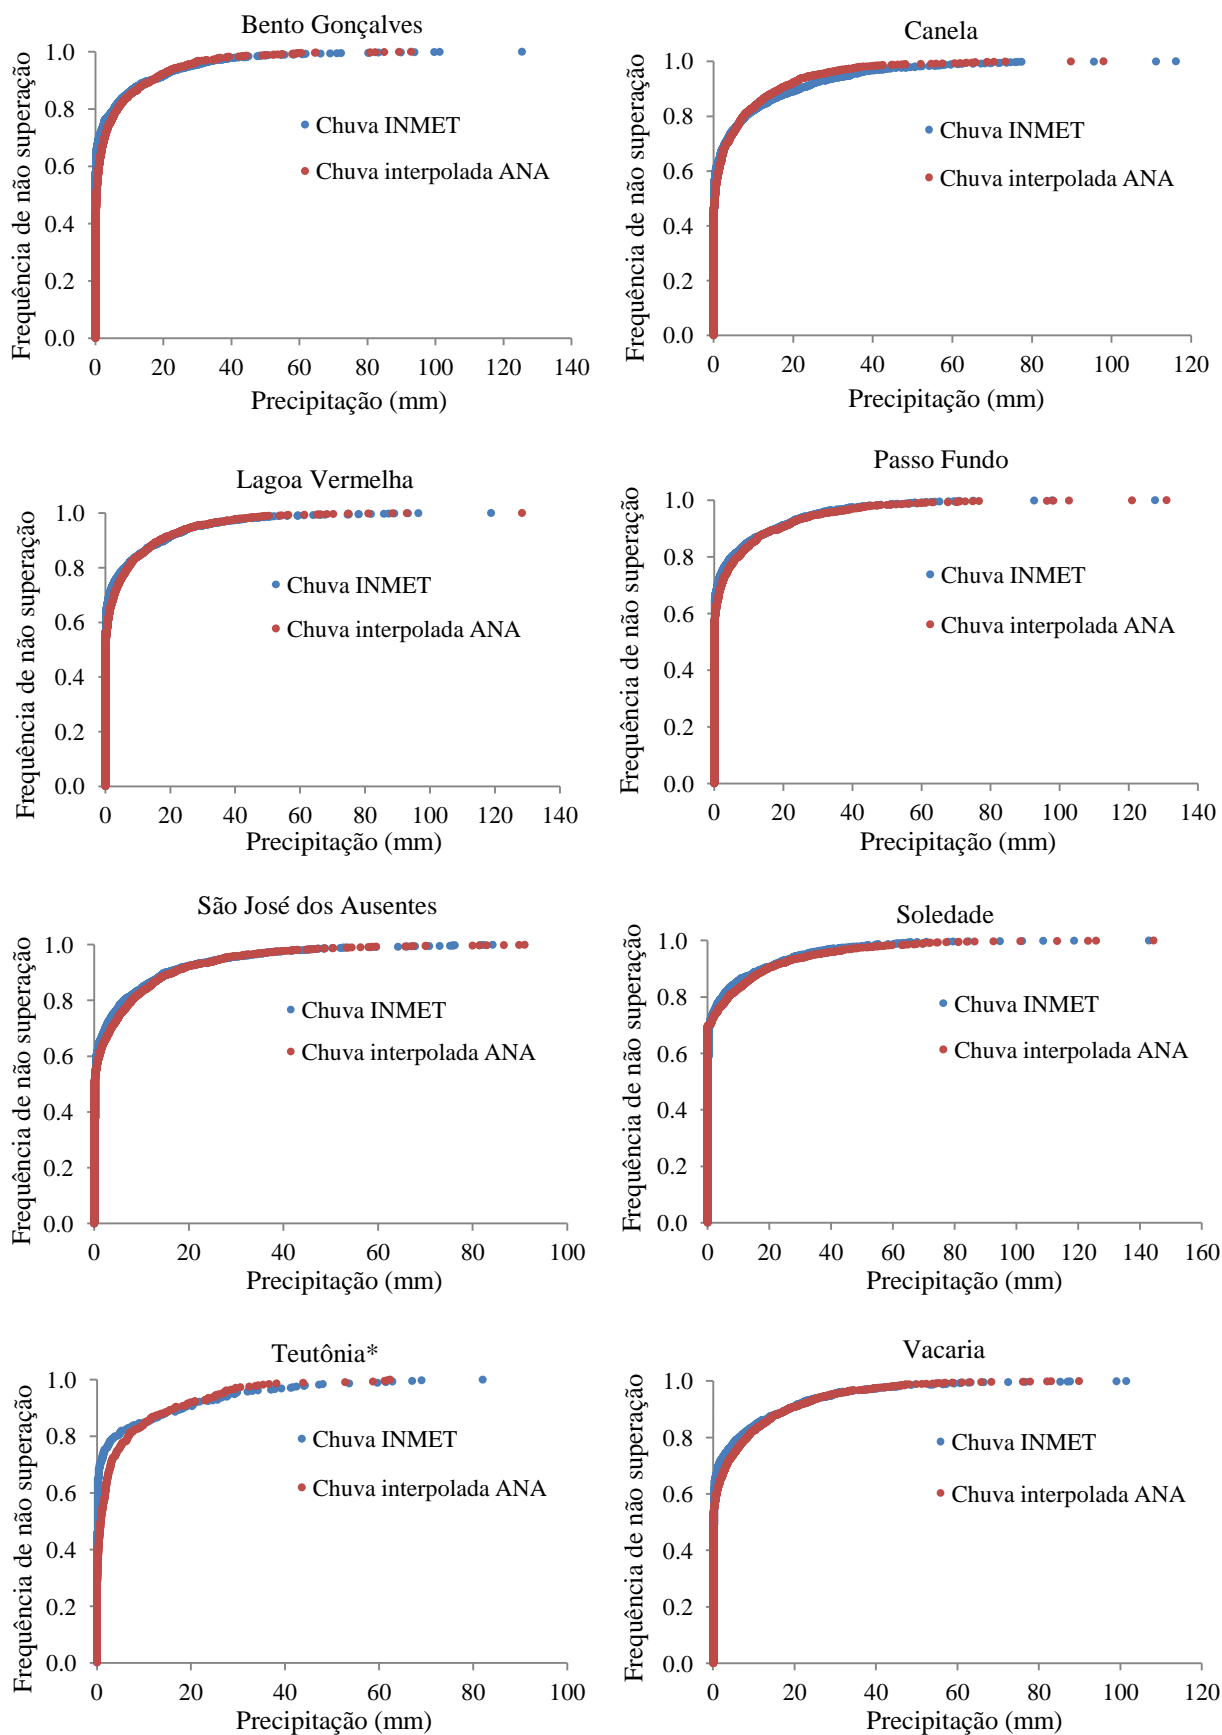 Bento Gonçalves
Frequência de não superação
1.0
0.8
0.6
0.4
0.2
0.0
Chuva INMET
Chuva interpolada ANA
0 20 40 60 80 100 120 140
Precipitação (mm)
Canela
Frequência de não superação
1.0
0.8
0.6
0.4
0.2
0.0
Chuva INMET
Chuva interpolada ANA
0 20 40 60 80 100 120
Precipitação (mm)
Lagoa Vermelha
Frequência de não superação
1.0
0.8
0.6
0.4
0.2
0.0
Chuva INMET
Chuva interpolada ANA
0 20 40 60 80 100 120 140
Precipitação (mm)
Passo Fundo
Frequência de não superação
1.0
0.8
0.6
0.4
0.2
0.0
Chuva INMET
Chuva interpolada ANA
0 20 40 60 80 100 120 140
Precipitação (mm)
São José dos Ausentes
Frequência de não superação
1.0
0.8
0.6
0.4
0.2
0.0
Chuva INMET
Chuva interpolada ANA
0 20 40 60 80 100
Precipitação (mm)
Soledade
Frequência de não superação
1.0
0.8
0.6
0.4
0.2
0.0
Chuva INMET
Chuva interpolada ANA
0 20 40 60 80 100 120 140 160
Precipitação (mm)
Teutônia*
Frequência de não superação
1.0
0.8
0.6
0.4
0.2
0.0
Chuva INMET
Chuva interpolada ANA
0 20 40 60 80 100
Precipitação (mm)
Vacaria
Frequência de não superação
1.0
0.8
0.6
0.4
0.2
0.0
Chuva INMET
Chuva interpolada ANA
0 20 40 60 80 100 120
Precipitação (mm)